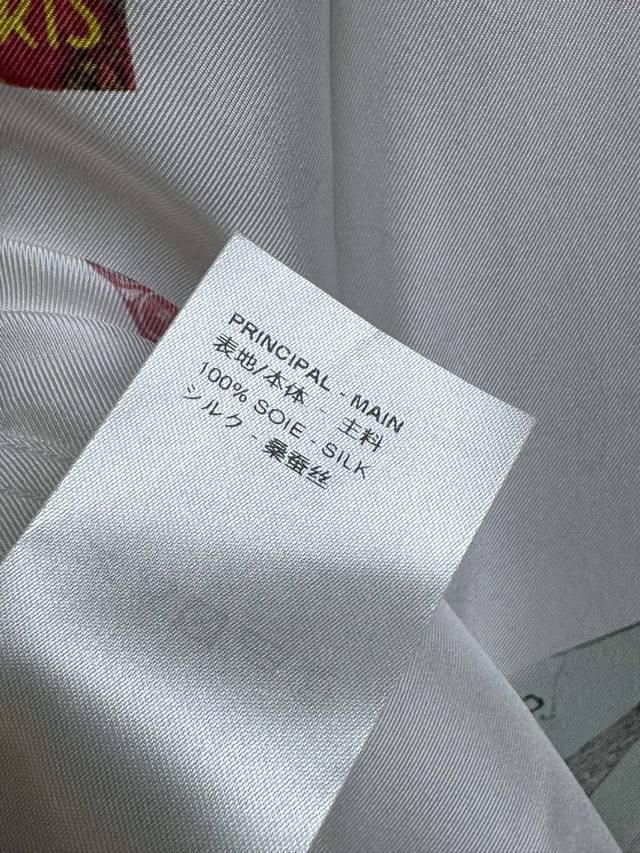 PRINCIPAL - MAIN
表地/本体 - 主料
100% SOIE - SILK
シルク - 桑蚕丝